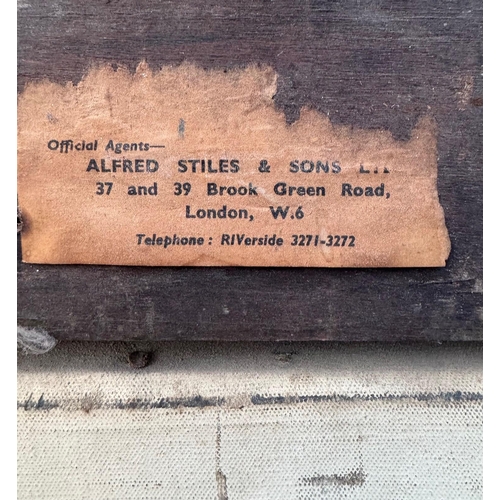 Official Agents—
ALFRED STILES & SONS
37 and 39 Brook Green Road,
London, W.6
Telephone: RIVerside 3271-3272